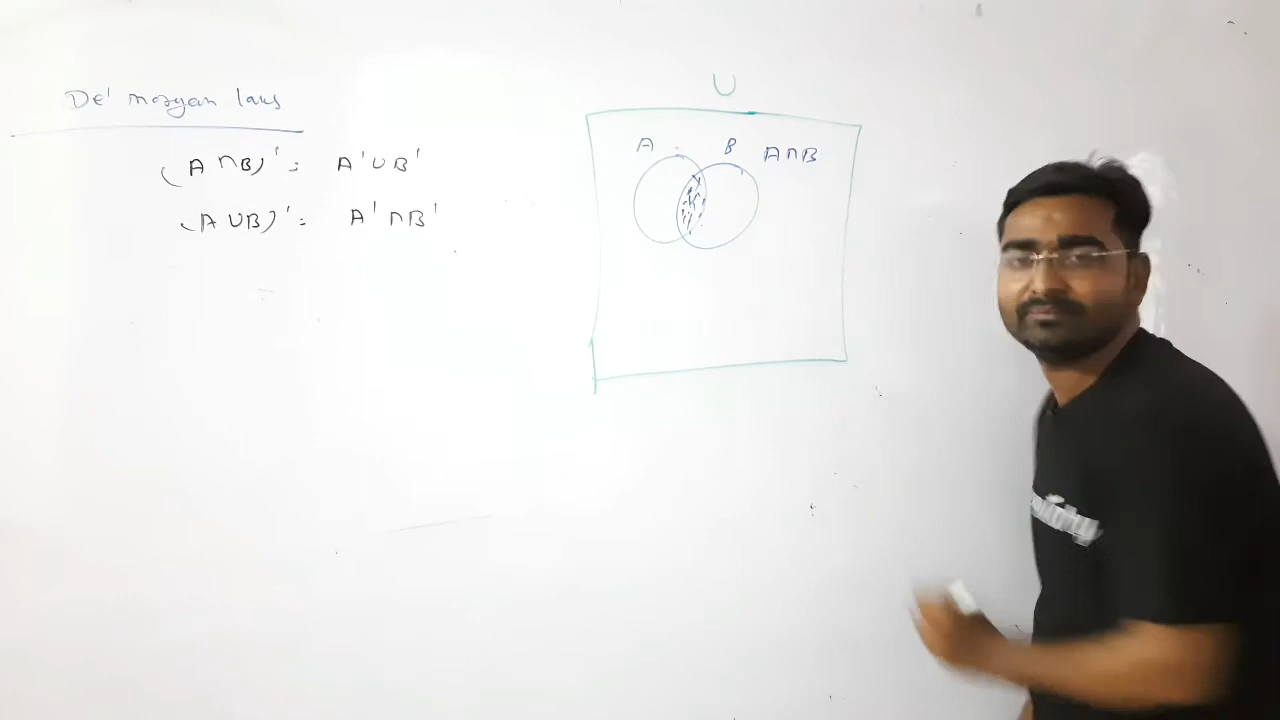 De' morgan laws
(A∩B)' = A'∪B'
(A∪B)' = A'∩B'
U
A B A∩B